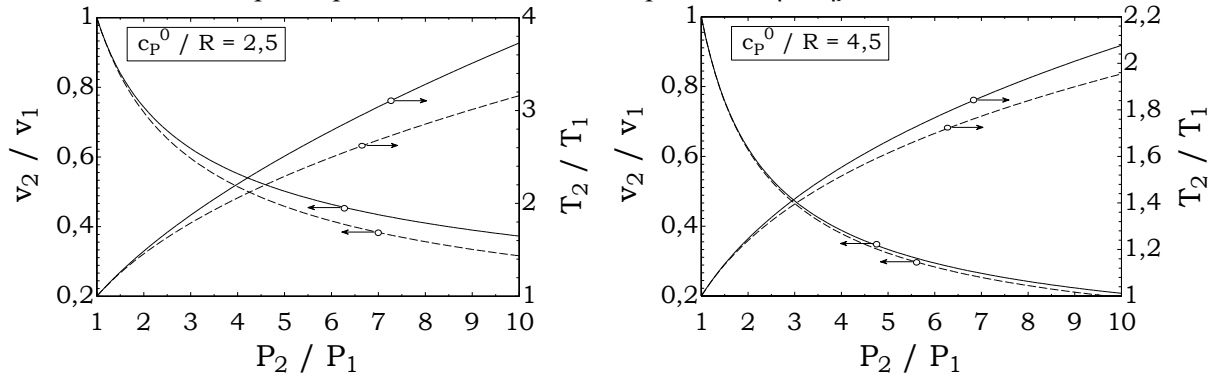 c_P^0 / R = 2,5
1
0,8
0,6
0,4
0,2
v_2 / v_1
4
3
2
1
T_2 / T_1
1 2 3 4 5 6 7 8 9 10
P_2 / P_1
c_P^0 / R = 4,5
1
0,8
0,6
0,4
0,2
v_2 / v_1
2,2
2
1,8
1,6
1,4
1,2
1
T_2 / T_1
1 2 3 4 5 6 7 8 9 10
P_2 / P_1